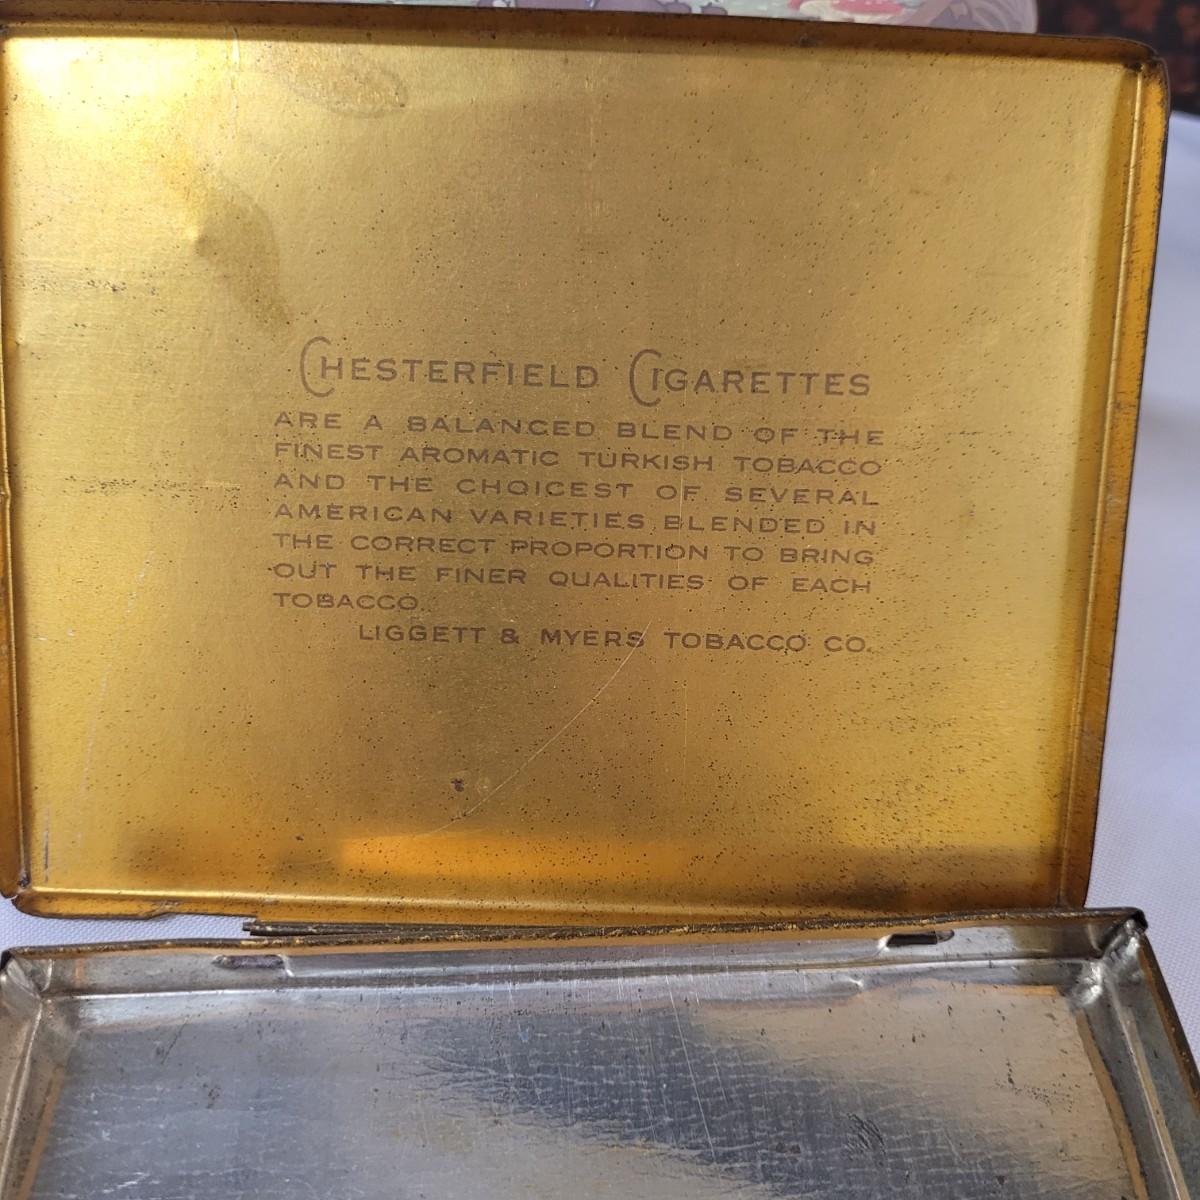 CHESTERFIELD CIGARETTES
ARE A BALANCED BLEND OF THE
FINEST AROMATIC TURKISH TOBACCO
AND THE CHOICEST OF SEVERAL
AMERICAN VARIETIES BLENDED IN
THE CORRECT PROPORTION TO BRING
OUT THE FINER QUALITIES OF EACH
TOBACCO.
LIGGETT & MYERS TOBACCO CO.